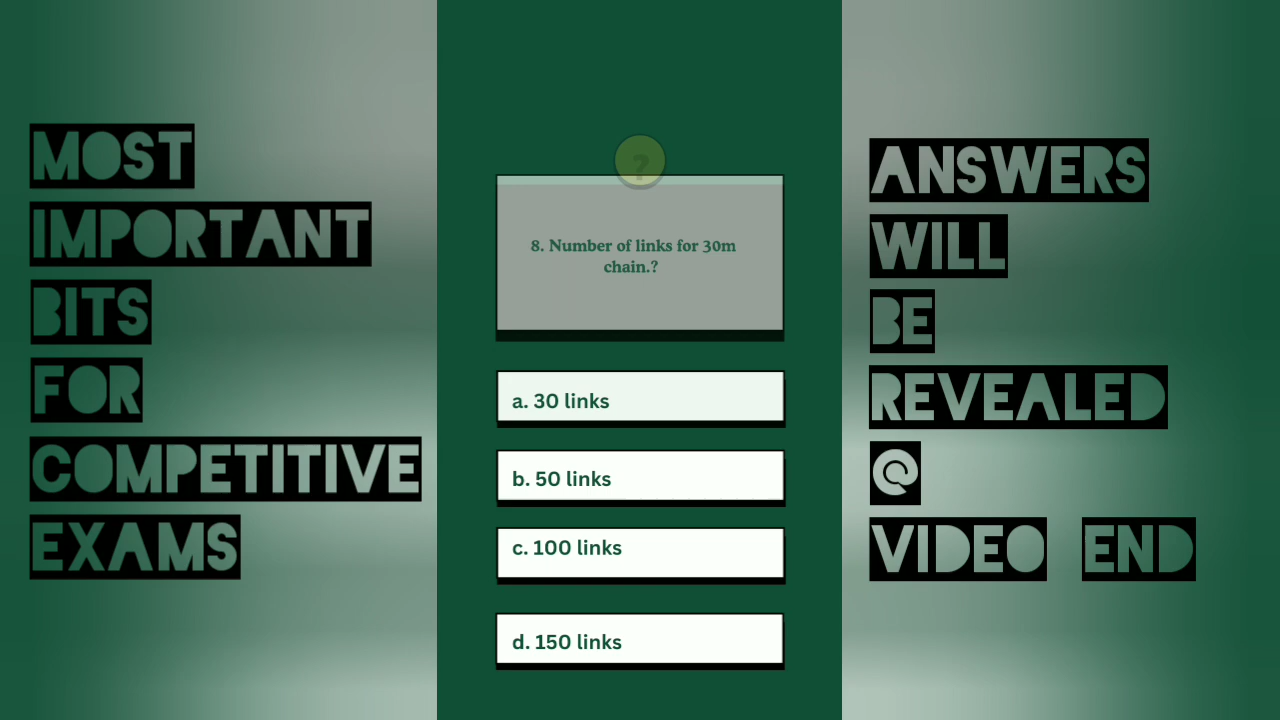 MOST
IMPORTANT
BITS
FOR
COMPETITIVE
EXAMS
?
8. Number of links for 30m
chain.?
a. 30 links
b. 50 links
c. 100 links
d. 150 links
ANSWERS
WILL
BE
REVEALED
@
VIDEO END